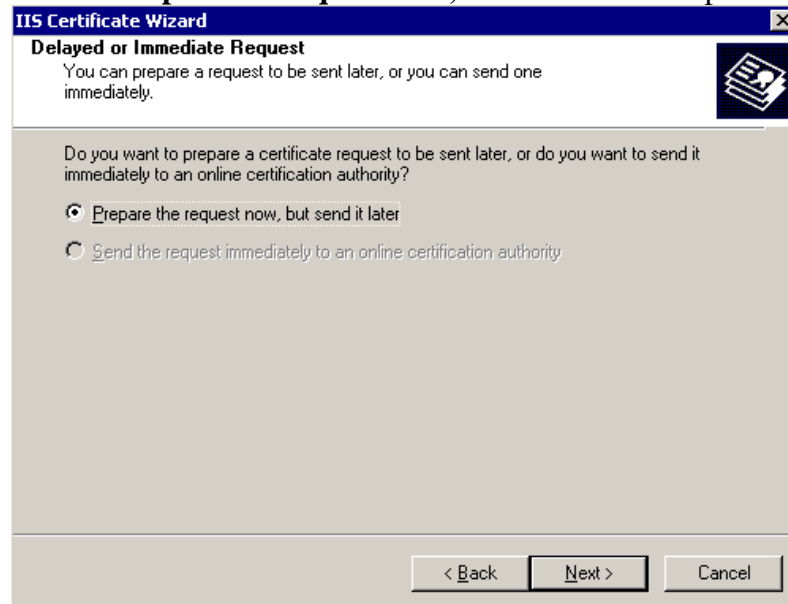 IIS Certificate Wizard
Delayed or Immediate Request
You can prepare a request to be sent later, or you can send one
immediately.
Do you want to prepare a certificate request to be sent later, or do you want to send it
immediately to an online certification authority?
Prepare the request now, but send it later
Send the request immediately to an online certification authority
< Back
Next >
Cancel